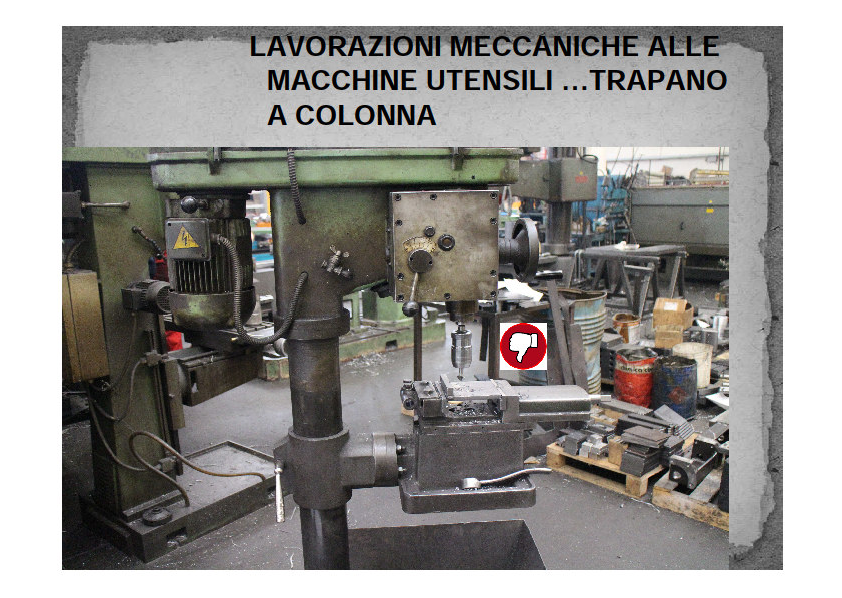 LAVORAZIONI MECCANICHE ALLE
MACCHINE UTENSILI ...TRAPANO
A COLONNA